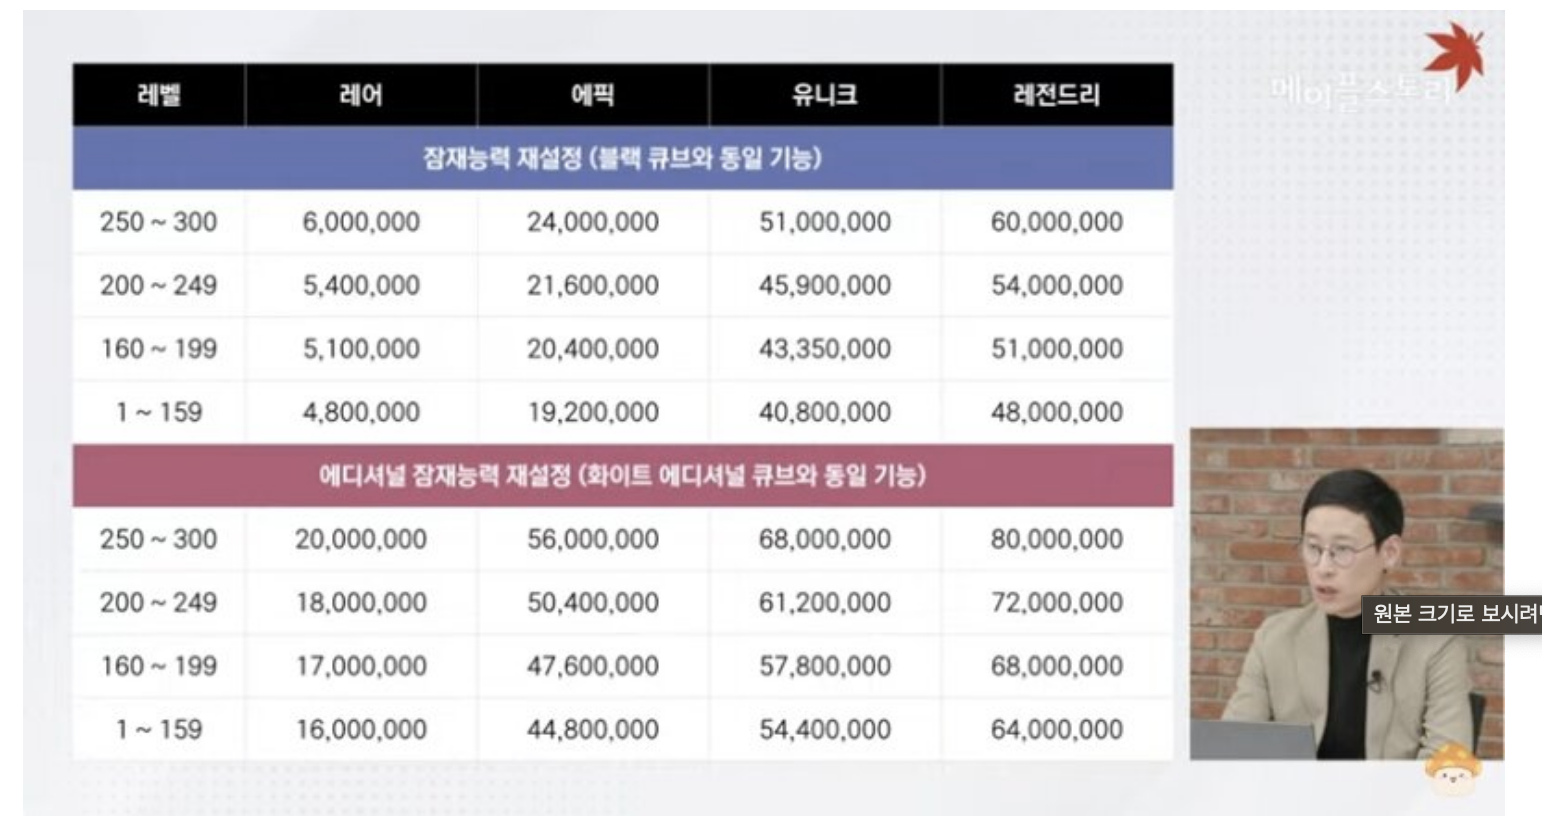 메이플스토리
레벨 레어 에픽 유니크 레전드리
잠재능력 재설정 (블랙 큐브와 동일 기능)
250 ~ 300 6,000,000 24,000,000 51,000,000 60,000,000
200 ~ 249 5,400,000 21,600,000 45,900,000 54,000,000
160 ~ 199 5,100,000 20,400,000 43,350,000 51,000,000
1 ~ 159 4,800,000 19,200,000 40,800,000 48,000,000
에디셔널 잠재능력 재설정 (화이트 에디셔널 큐브와 동일 기능)
250 ~ 300 20,000,000 56,000,000 68,000,000 80,000,000
200 ~ 249 18,000,000 50,400,000 61,200,000 72,000,000
160 ~ 199 17,000,000 47,600,000 57,800,000 68,000,000
1 ~ 159 16,000,000 44,800,000 54,400,000 64,000,000
원본 크기로 보시려